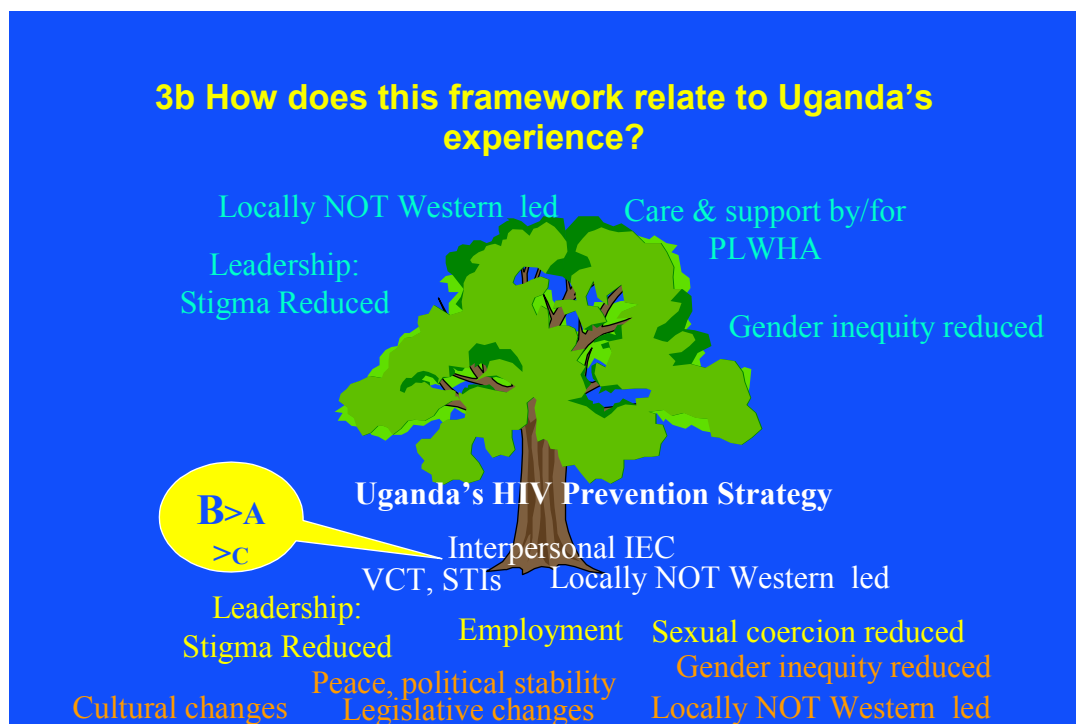 3b How does this framework relate to Uganda's
experience?
Locally NOT Western led
Care & support by/for
PLWHA
Leadership:
Stigma Reduced
Gender inequity reduced
Uganda's HIV Prevention Strategy
B>A
>C
Interpersonal IEC
VCT, STIs
Locally NOT Western led
Leadership:
Stigma Reduced
Employment
Sexual coercion reduced
Gender inequity reduced
Peace, political stability
Cultural changes
Legislative changes
Locally NOT Western led